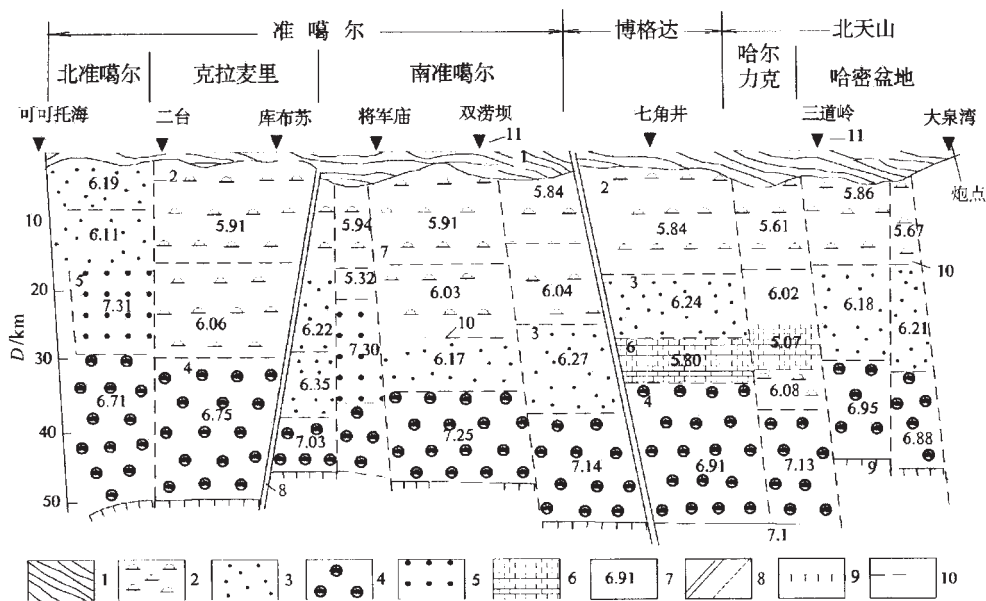 准噶尔 博格达 北天山
北准噶尔 克拉麦里 南准噶尔 哈尔力克 哈密盆地
可可托海 二台 库布苏 将军庙 双涝坝 七角井 三道岭 大泉湾
11 11
1
炮点
6.19 2 5.84 2 5.86
10 6.11 5.91 5.94 5.91 5.84 5.61 5.67
7
5 5.32 3 10
20 7.31 6.06 6.03 6.04 6.24 6.02 6.18
6.22 10 3 6.21
30 7.30 6.17 6.27 6 5.80 5.07
4 6.35 6.08
6.71 6.75 4 6.95
40 7.03 7.25 6.88
7.14 6.91 7.13 9
50 8
7.1
D/km
1 2 3 4 5 6 6.91 7 8 9 10